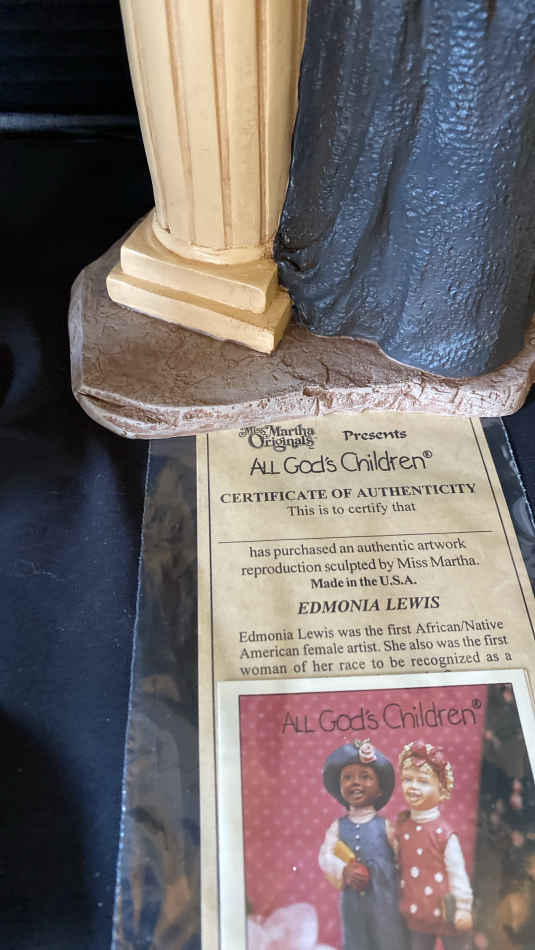 Miss Martha Originals Presents
ALL God's Children®
CERTIFICATE OF AUTHENTICITY
This is to certify that
has purchased an authentic artwork
reproduction sculpted by Miss Martha.
Made in the U.S.A.
EDMONIA LEWIS
Edmonia Lewis was the first African/Native
American female artist. She also was the first
woman of her race to be recognized as a
ALL God's Children®